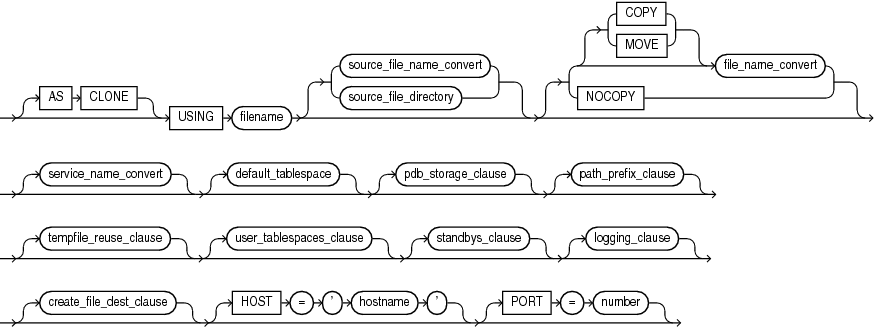 COPY
MOVE
source_file_name_convert file_name_convert
AS CLONE source_file_directory NOCOPY
USING filename
service_name_convert default_tablespace pdb_storage_clause path_prefix_clause
tempfile_reuse_clause user_tablespaces_clause standbys_clause logging_clause
create_file_dest_clause HOST = ' hostname ' PORT = number